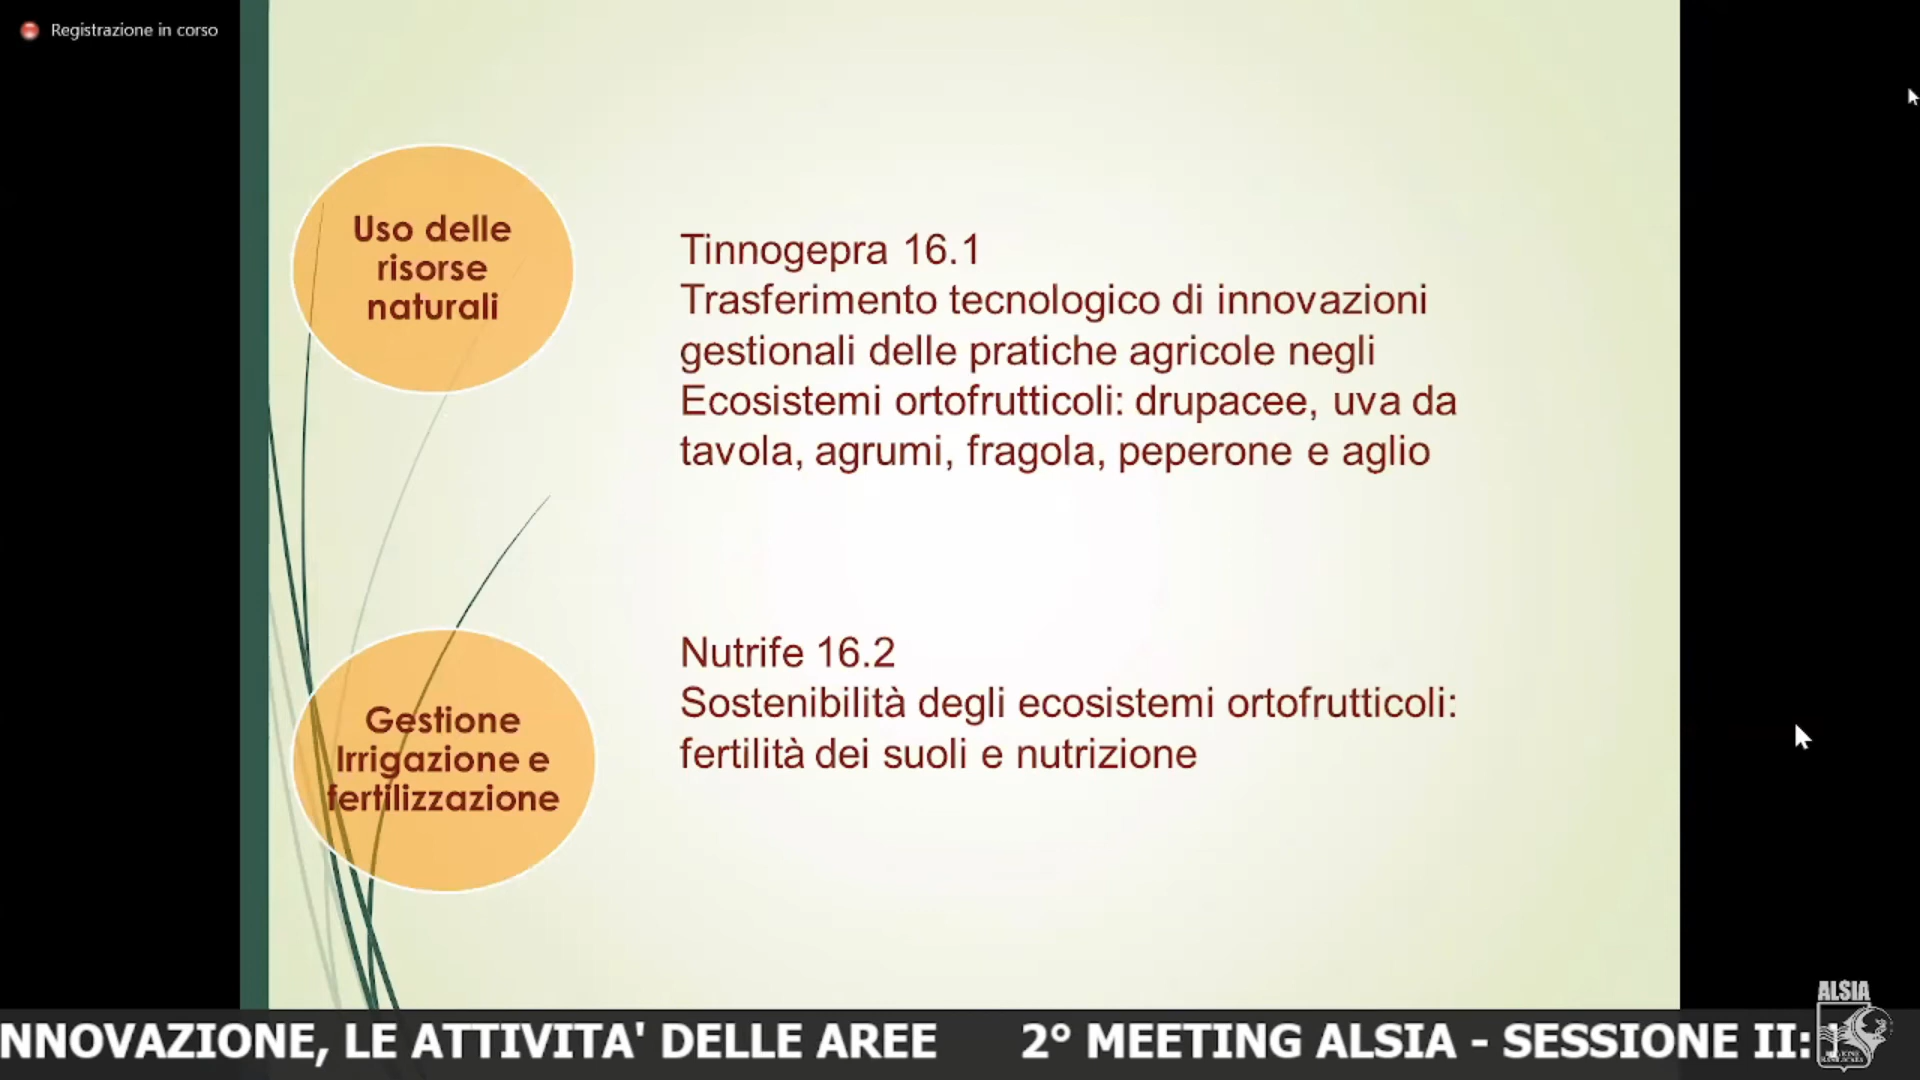 Registrazione in corso
Uso delle
risorse
naturali
Tinnogepra 16.1
Trasferimento tecnologico di innovazioni
gestionali delle pratiche agricole negli
Ecosistemi ortofrutticoli: drupacee, uva da
tavola, agrumi, fragola, peperone e aglio
Gestione
Irrigazione e
fertilizzazione
Nutrife 16.2
Sostenibilità degli ecosistemi ortofrutticoli:
fertilità dei suoli e nutrizione
ALSIA
NNOVAZIONE, LE ATTIVITA' DELLE AREE 2° MEETING ALSIA - SESSIONE II: